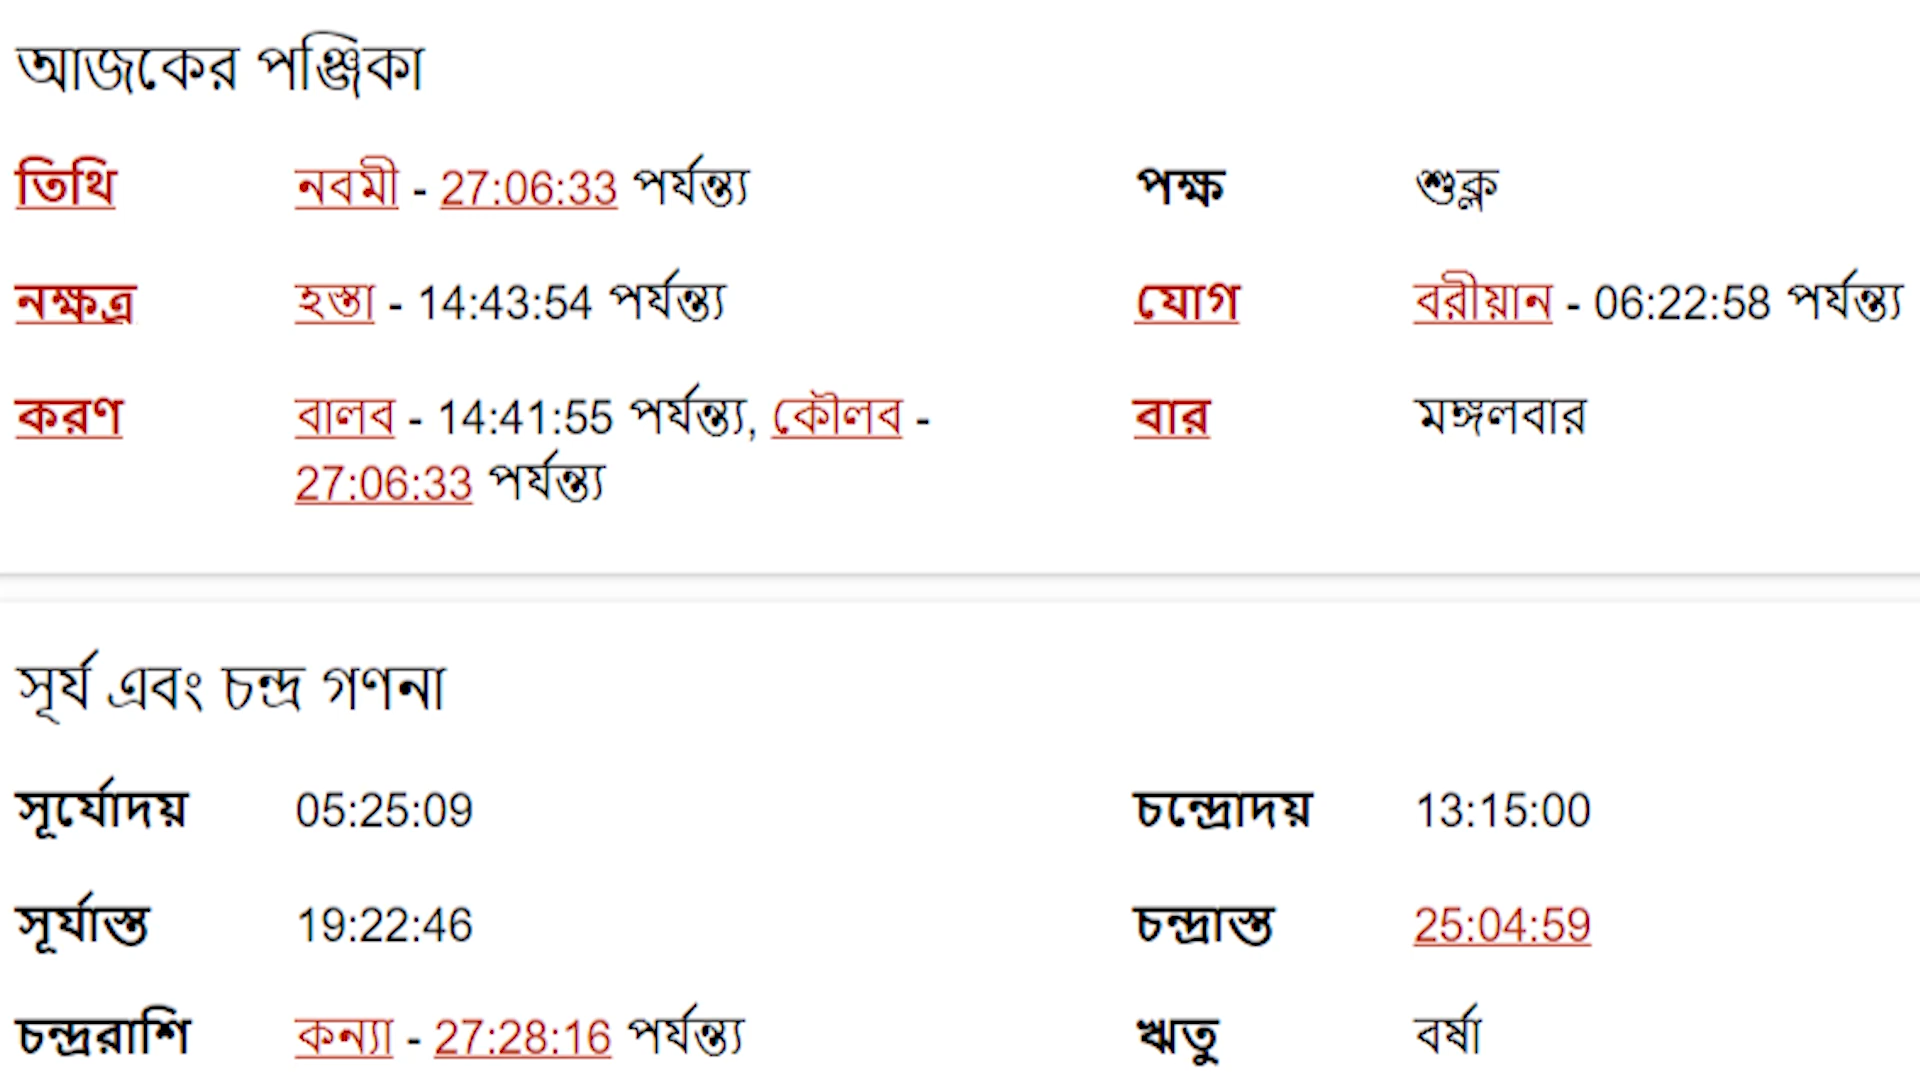 আজকের পঞ্জিকা
তিথি নবমী - 27:06:33 পর্যন্ত্য পক্ষ শুক্ল
নক্ষত্র হস্তা - 14:43:54 পর্যন্ত্য যোগ বরীয়ান - 06:22:58 পর্যন্ত্য
করণ বালব - 14:41:55 পর্যন্ত্য, কৌলব - বার মঙ্গলবার
27:06:33 পর্যন্ত্য
সূর্য এবং চন্দ্র গণনা
সূর্যোদয় 05:25:09 চন্দ্রোদয় 13:15:00
সূর্যাস্ত 19:22:46 চন্দ্রাস্ত 25:04:59
চন্দ্ররাশি কন্যা - 27:28:16 পর্যন্ত্য ঋতু বর্ষা